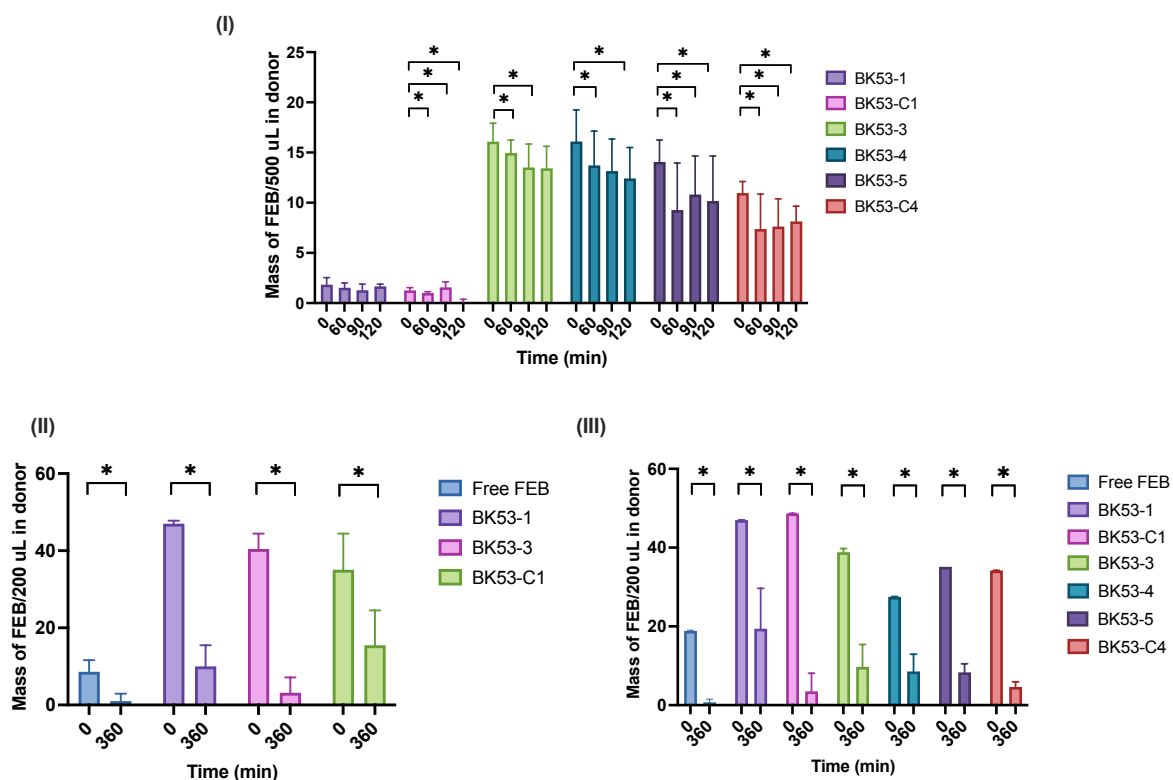 (I)
* * * * * * * * * * * * *
Mass of FEB/500 uL in donor
25
20
15
10
5
0
0 60 90 120 0 60 90 120 0 60 90 120 0 60 90 120 0 60 90 120 0 60 90 120
Time (min)
BK53-1
BK53-C1
BK53-3
BK53-4
BK53-5
BK53-C4
(II)
* * * *
Mass of FEB/200 uL in donor
60
40
20
0
0 360 0 360 0 360 0 360
Time (min)
Free FEB
BK53-1
BK53-3
BK53-C1
(III)
* * * * * * *
Mass of FEB/200 uL in donor
60
40
20
0
0 360 0 360 0 360 0 360 0 360 0 360 0 360
Time (min)
Free FEB
BK53-1
BK53-C1
BK53-3
BK53-4
BK53-5
BK53-C4